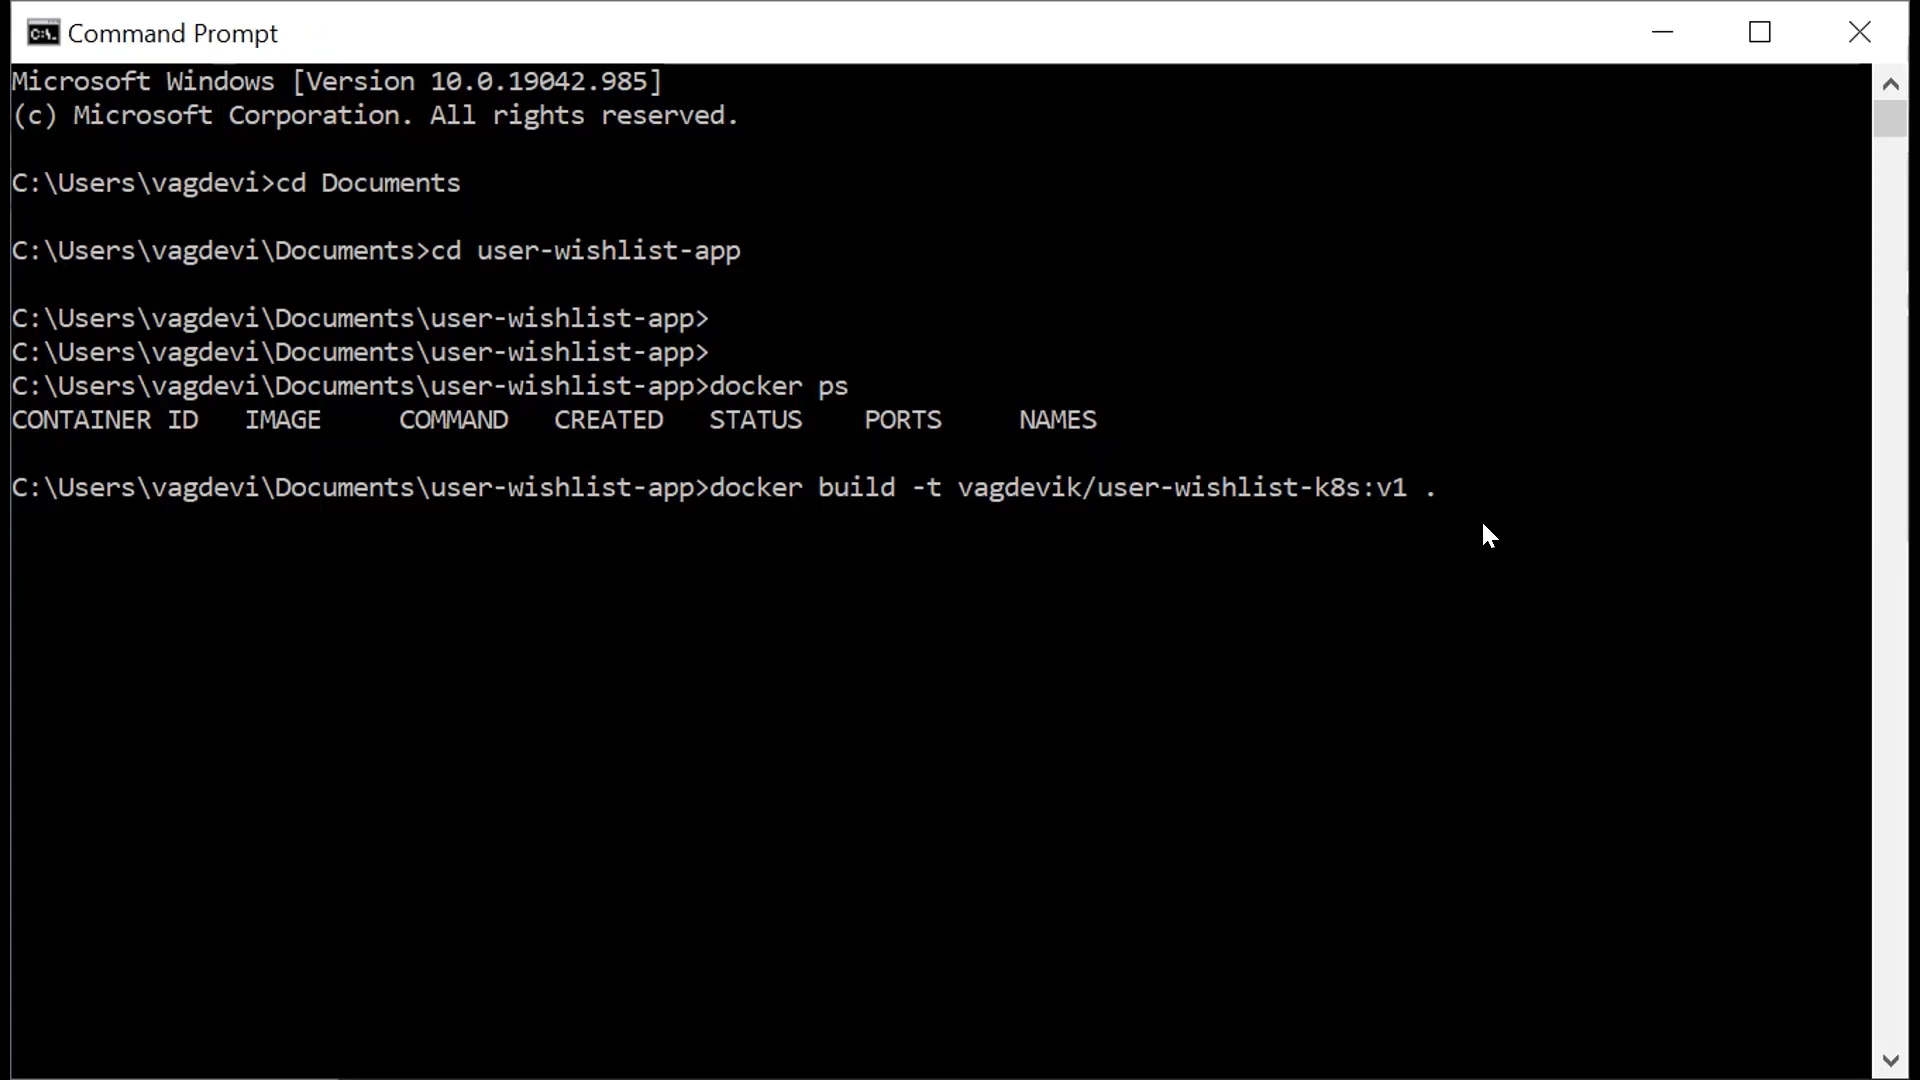 Command Prompt
Microsoft Windows [Version 10.0.19042.985]
(c) Microsoft Corporation. All rights reserved.
C:\Users\vagdevi>cd Documents
C:\Users\vagdevi\Documents>cd user-wishlist-app
C:\Users\vagdevi\Documents\user-wishlist-app>
C:\Users\vagdevi\Documents\user-wishlist-app>
C:\Users\vagdevi\Documents\user-wishlist-app>docker ps
CONTAINER ID   IMAGE     COMMAND   CREATED   STATUS    PORTS     NAMES
C:\Users\vagdevi\Documents\user-wishlist-app>docker build -t vagdevik/user-wishlist-k8s:v1 .